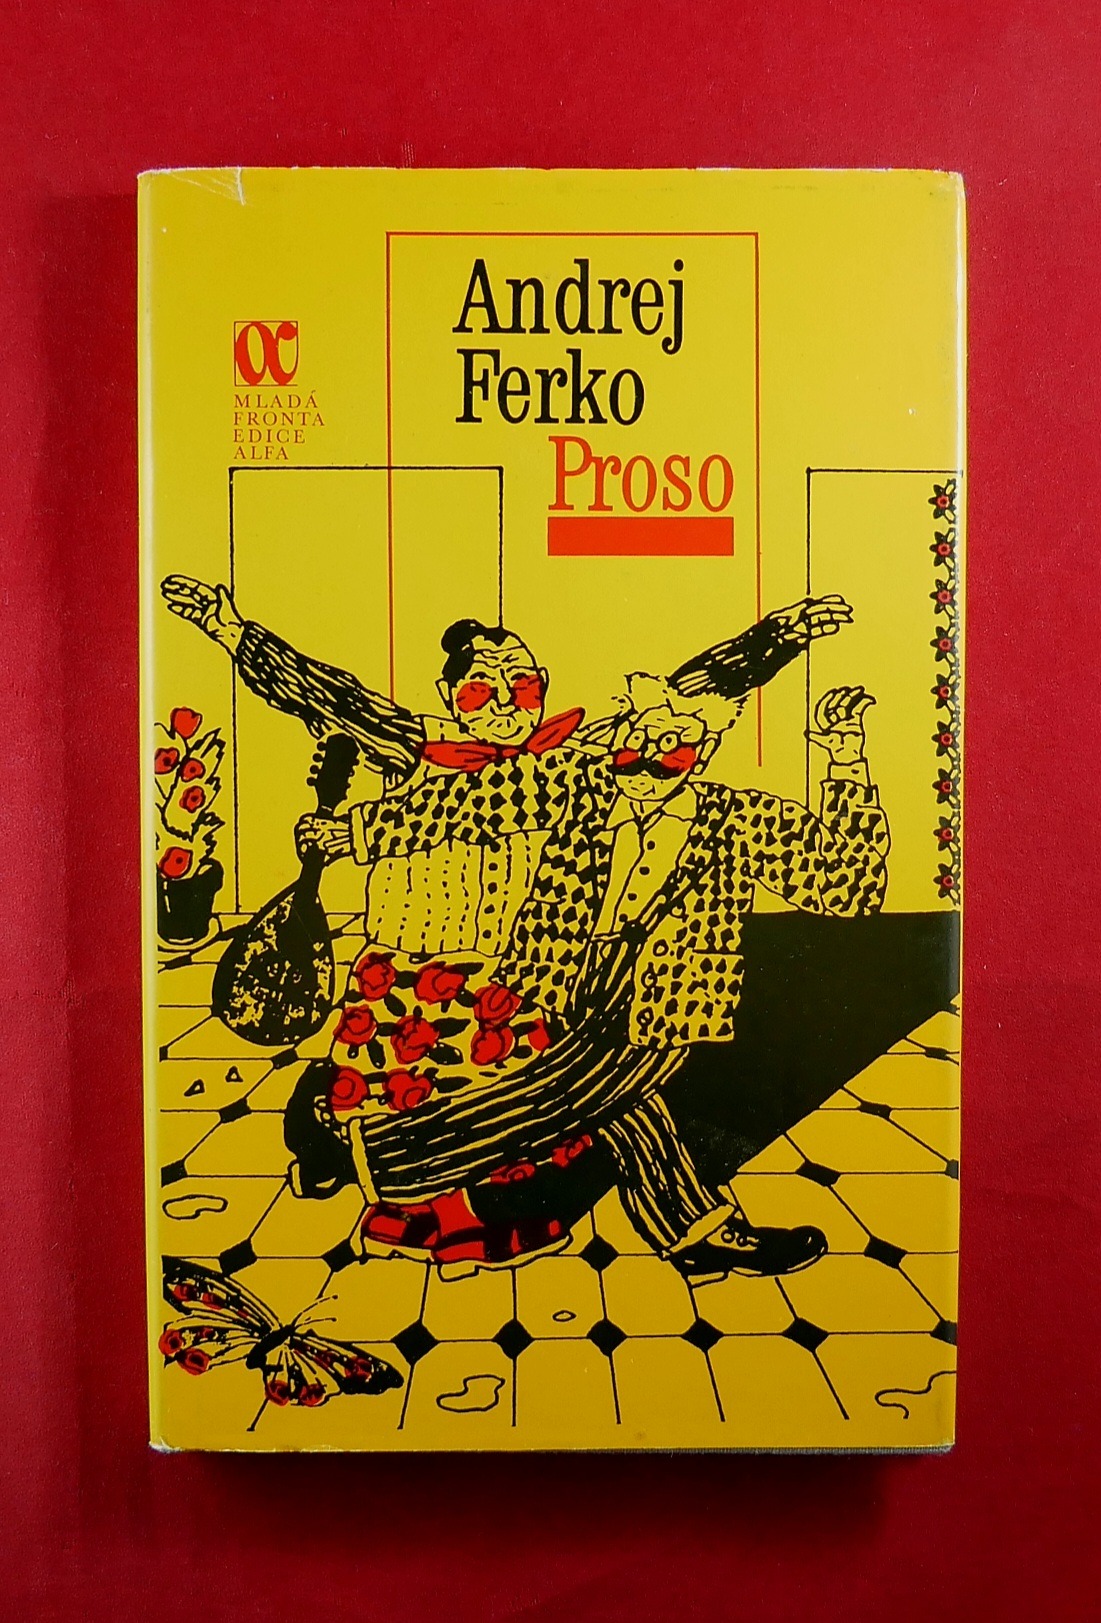 Andrej
Ferko
Proso
MLADÁ
FRONTA
EDICE
ALFA